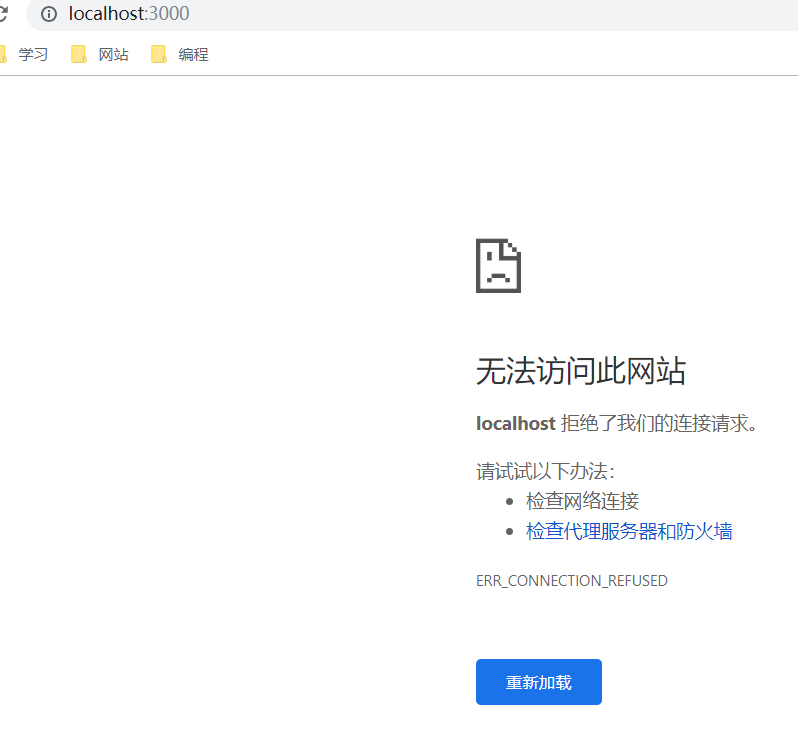 localhost:3000
学习 网站 编程
无法访问此网站
localhost 拒绝了我们的连接请求。
请试试以下办法：
检查网络连接
检查代理服务器和防火墙
ERR_CONNECTION_REFUSED
重新加载